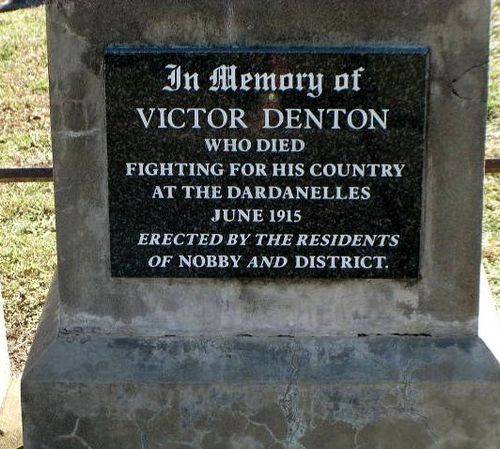 In Memory of
VICTOR DENTON
WHO DIED
FIGHTING FOR HIS COUNTRY
AT THE DARDANELLES
JUNE 1915
ERECTED BY THE RESIDENTS
OF NOBBY AND DISTRICT.